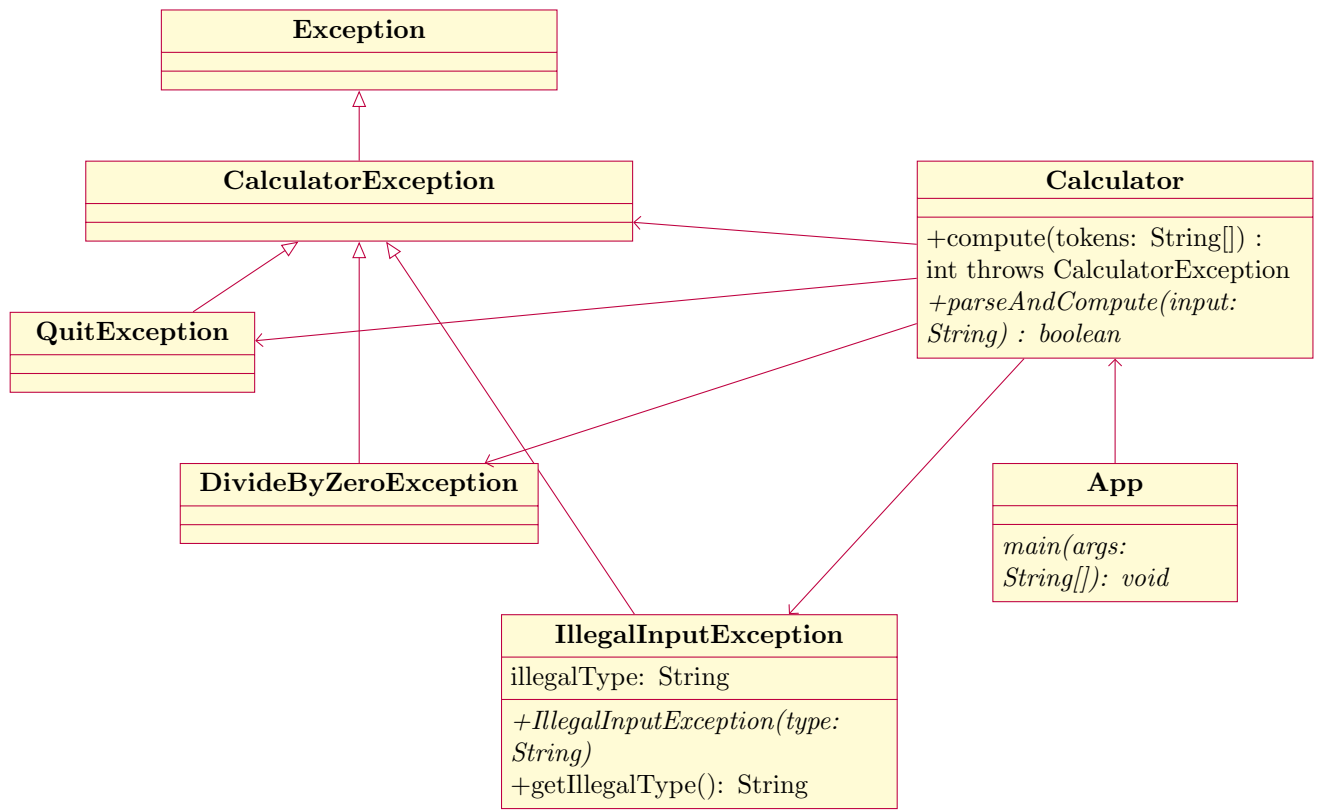 Exception
CalculatorException
Calculator
+compute(tokens: String[]) :
int throws CalculatorException
+parseAndCompute(input:
String) : boolean
QuitException
DivideByZeroException
App
main(args:
String[]): void
IllegalInputException
illegalType: String
+IllegalInputException(type:
String)
+getIllegalType(): String